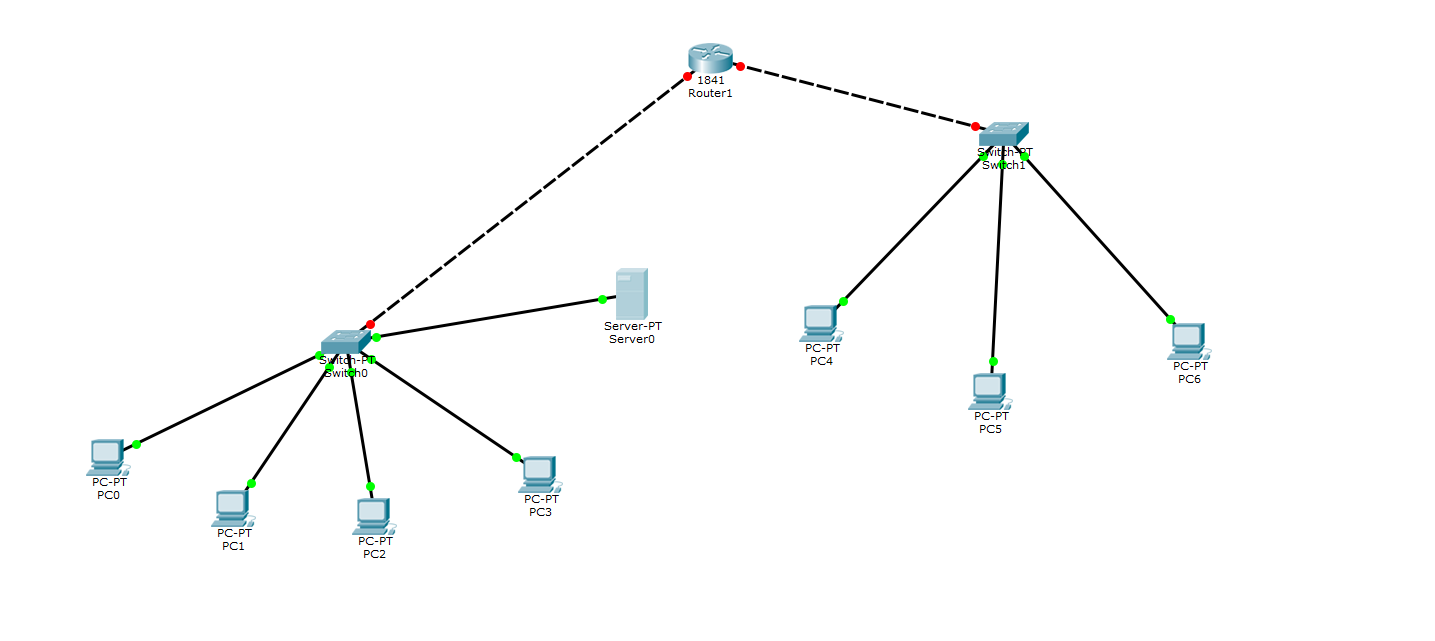 1841
Router1
Switch-PT
Switch1
Server-PT
Server0
Switch-PT
Switch0
PC-PT
PC4
PC-PT
PC6
PC-PT
PC5
PC-PT
PC0
PC-PT
PC1
PC-PT
PC2
PC-PT
PC3